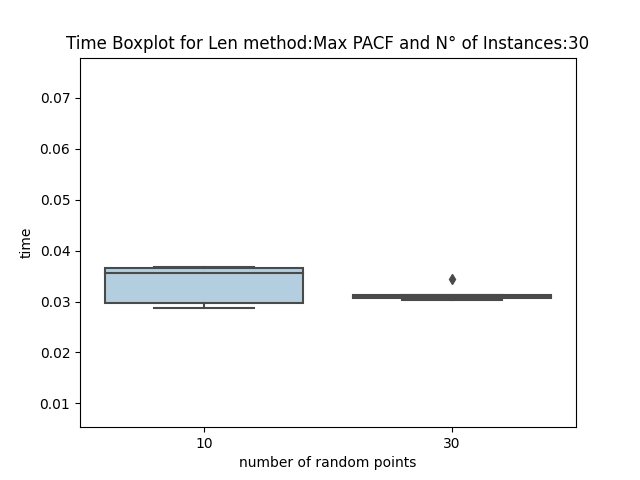 Time Boxplot for Len method:Max PACF and N° of Instances:30
0.07
0.06
0.05
0.04
0.03
0.02
0.01
time
10 30
number of random points